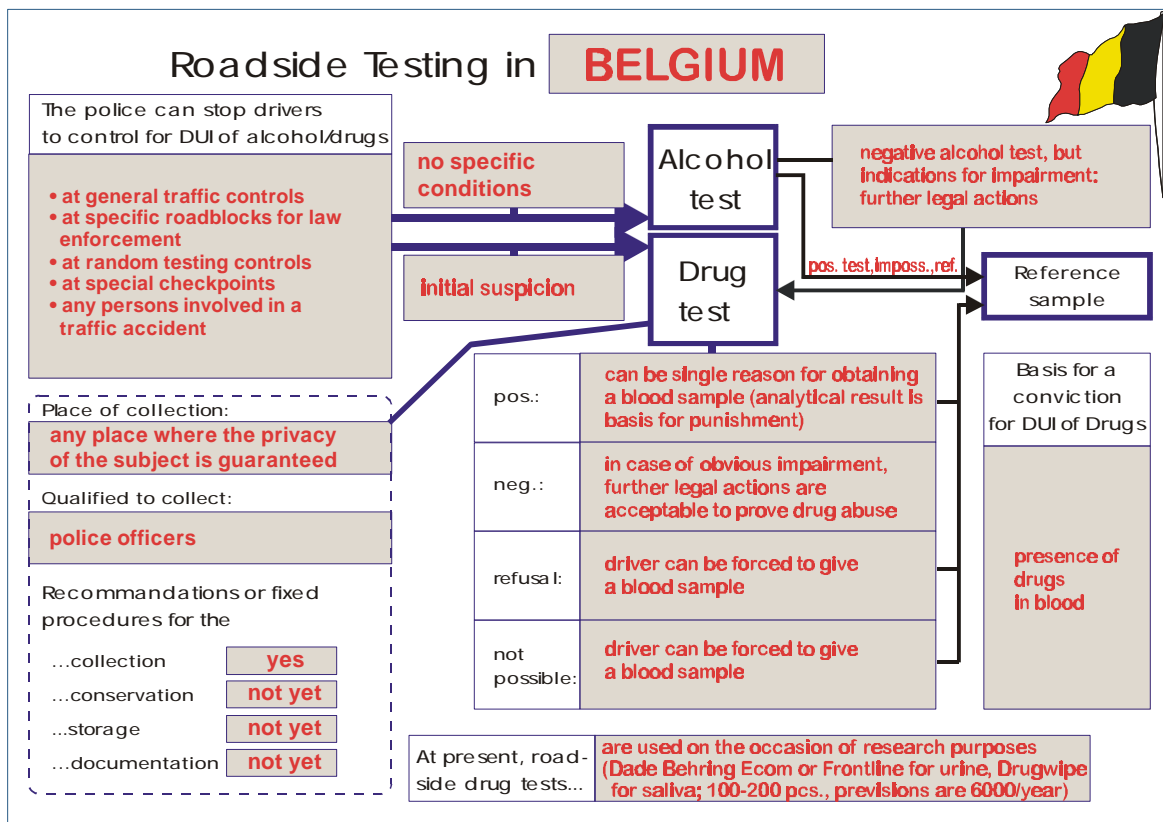 Roadside Testing in BELGIUM
The police can stop drivers
to control for DUI of alcohol/drugs
• at general traffic controls
• at specific roadblocks for law
enforcement
• at random testing controls
• at special checkpoints
• any persons involved in a
traffic accident
no specific
conditions
initial suspicion
Alcohol
test
Drug
test
negative alcohol test, but
indications for impairment:
further legal actions
pos. test,imposs.,ref.
Reference
sample
Place of collection:
any place where the privacy
of the subject is guaranteed
Qualified to collect:
police officers
Recommandations or fixed
procedures for the
...collection yes
...conservation not yet
...storage not yet
...documentation not yet
pos.:
can be single reason for obtaining
a blood sample (analytical result is
basis for punishment)
neg.:
in case of obvious impairment,
further legal actions are
acceptable to prove drug abuse
refusal:
driver can be forced to give
a blood sample
not
possible:
driver can be forced to give
a blood sample
Basis for a
conviction
for DUI of Drugs
presence of
drugs
in blood
At present, road-
side drug tests...
are used on the occasion of research purposes
(Dade Behring Ecom or Frontline for urine, Drugwipe
for saliva; 100-200 pcs., previsions are 6000/year)